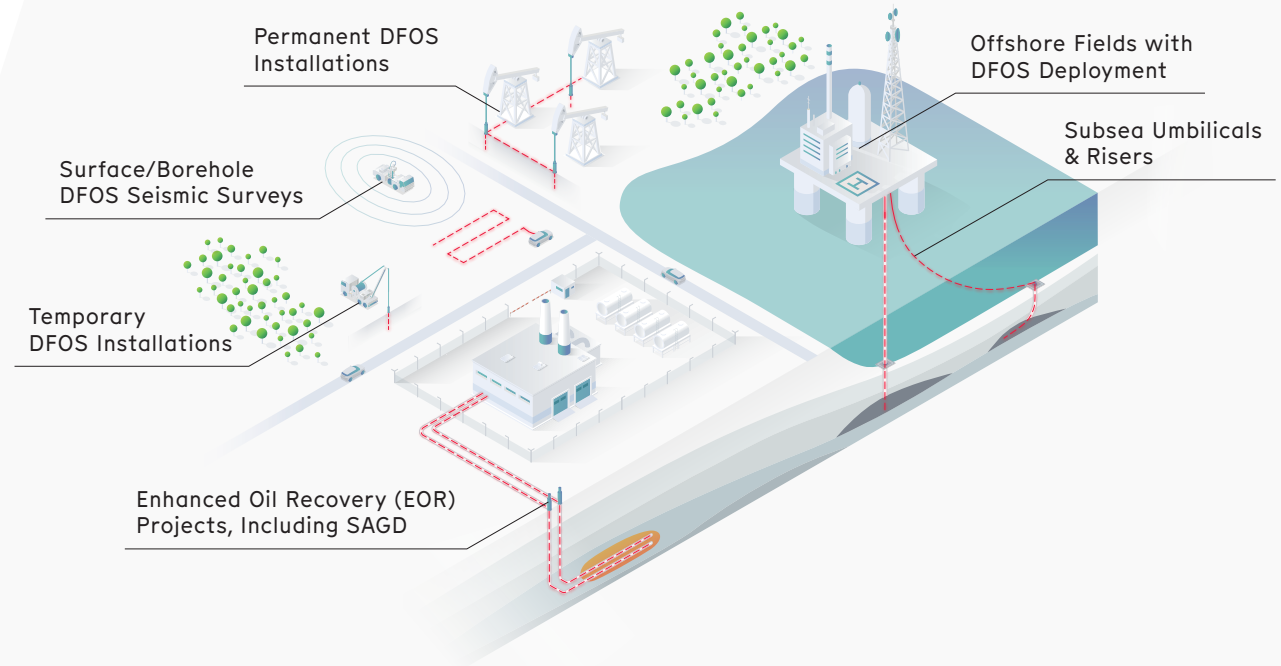 Permanent DFOS
Installations
Offshore Fields with
DFOS Deployment
Subsea Umbilicals
& Risers
Surface/Borehole
DFOS Seismic Surveys
Temporary
DFOS Installations
Enhanced Oil Recovery (EOR)
Projects, Including SAGD
H